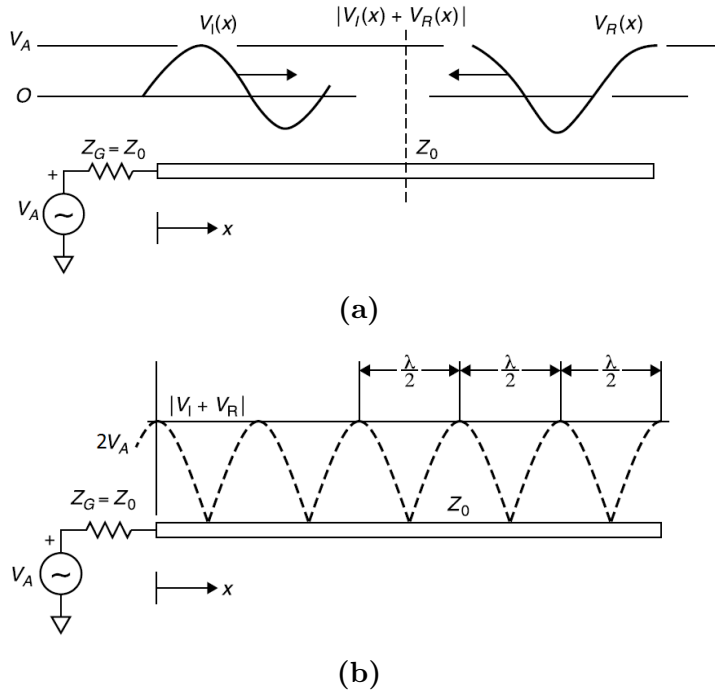 |V_I(x) + V_R(x)|
V_A V_I(x) V_R(x)
O
Z_G = Z_0 Z_0
+
V_A ~
x
(a)
λ/2 λ/2 λ/2
|V_I + V_R|
2V_A
Z_G = Z_0 Z_0
+
V_A ~
x
(b)